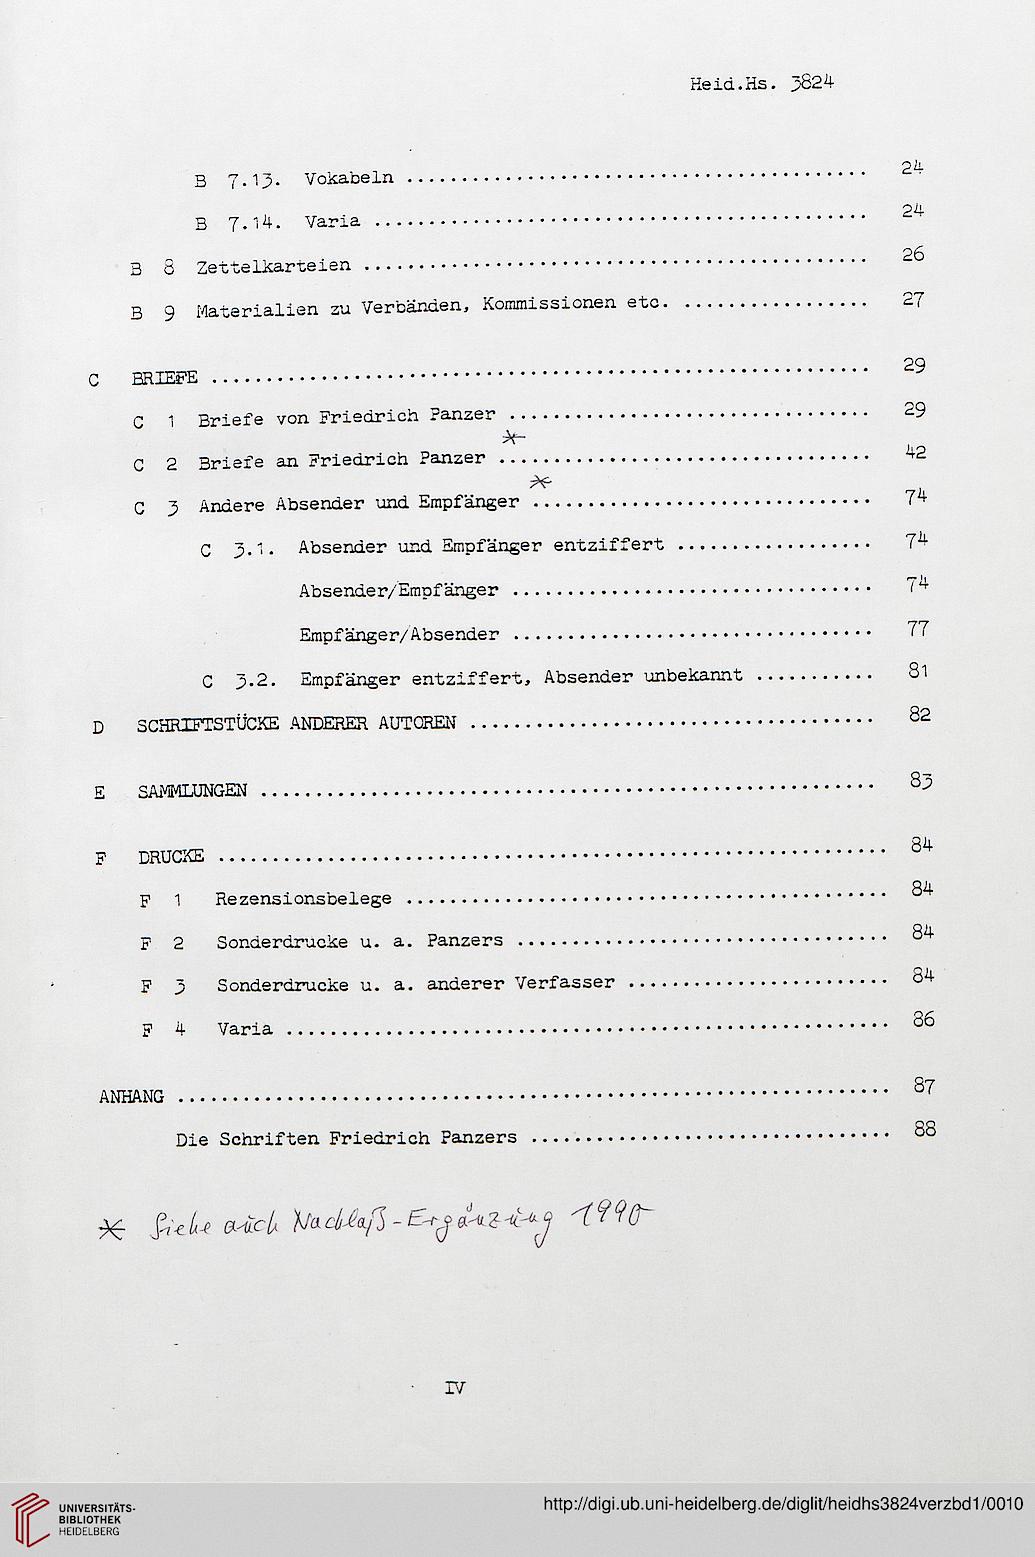 Heid.Hs. 3824
B 7.13. Vokabeln .......................................... 24
B 7.14. Varia ............................................. 24
B 8 Zettelkarteien .............................................. 26
B 9 Materialien zu Verbänden, Kommissionen etc. ................. 27
C BRIEFE ............................................................ 29
C 1 Briefe von Friedrich Panzer ................................. 29
C 2 Briefe an Friedrich Panzer * .................................. 42
C 3 Andere Absender und Empfänger * ............................... 74
C 3.1. Absender und Empfänger entziffert .................. 74
Absender/Empfänger ................................. 74
Empfänger/Absender ................................. 77
C 3.2. Empfänger entziffert, Absender unbekannt ........... 81
D SCHRIFTSTÜCKE ANDERER AUTOREN ..................................... 82
E SAMMLUNGEN ........................................................ 83
F DRUCKE ............................................................. 84
F 1 Rezensionsbelege ............................................ 84
F 2 Sonderdrucke u. a. Panzers .................................. 84
F 3 Sonderdrucke u. a. anderer Verfasser ........................ 84
F 4 Varia ....................................................... 86
ANHANG ................................................................. 87
Die Schriften Friedrich Panzers ................................. 88
* Siehe auch Nachlaß-Ergänzung 1990
IV
UNIVERSITÄTS-
BIBLIOTHEK
HEIDELBERG
http://digi.ub.uni-heidelberg.de/diglit/heidhs3824verzbd1/0010